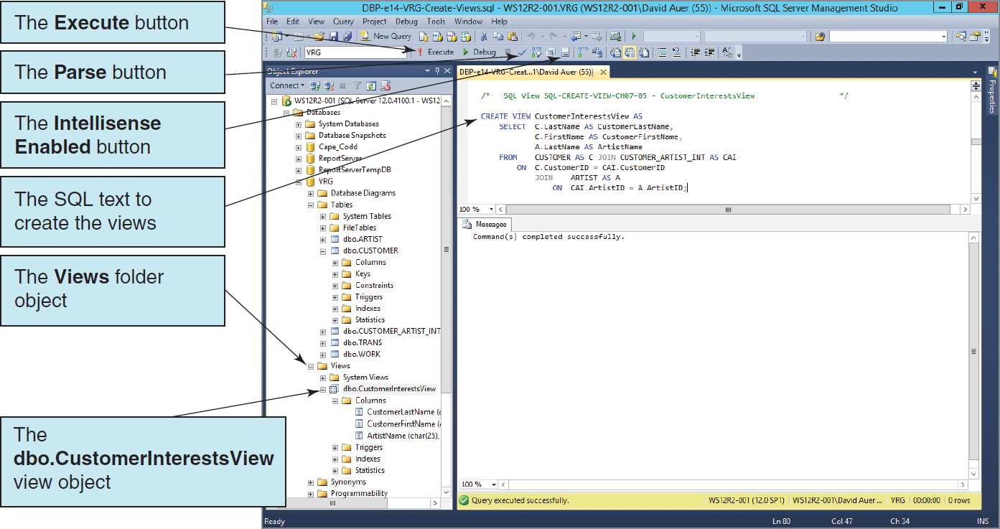 The Execute button
The Parse button
The Intellisense
Enabled button
The SQL text to
create the views
The Views folder
object
The
dbo.CustomerInterestsView
view object
DBP-e14-VRG-Create-Views.sql - WS12R2-001.VRG (WS12R2-001\David Auer (55)) - Microsoft SQL Server Management Studio
File Edit View Query Project Debug Tools Window Help
New Query
VRG Execute Debug
Object Explorer
Connect
WS12R2-001 (SQL Server 12.0.4100.1 - WS12
Databases
System Databases
Database Snapshots
Cape_Codd
ReportServer
ReportServerTempDB
VRG
Database Diagrams
Tables
System Tables
FileTables
dbo.ARTIST
dbo.CUSTOMER
Columns
Keys
Constraints
Triggers
Indexes
Statistics
dbo.CUSTOMER_ARTIST_INT
dbo.TRANS
dbo.WORK
Views
System Views
dbo.CustomerInterestsView
Columns
CustomerLastName (c
CustomerFirstName (c
ArtistName (char(25),
Triggers
Indexes
Statistics
Synonyms
Programmability
DBP-e14-VRG-Creat...1\David Auer (55))
/* SQL View SQL-CREATE-VIEW-CH07-05 - CustomerInterestsView */
CREATE VIEW CustomerInterestsView AS
SELECT C.LastName AS CustomerLastName,
C.FirstName AS CustomerFirstName,
A.LastName AS ArtistName
FROM CUSTOMER AS C JOIN CUSTOMER_ARTIST_INT AS CAI
ON C.CustomerID = CAI.CustomerID
JOIN ARTIST AS A
ON CAI.ArtistID = A.ArtistID;
100 %
Messages
Command(s) completed successfully.
100 %
Query executed successfully. WS12R2-001 (12.0 SP1) WS12R2-001\David Auer ... VRG 00:00:00 0 rows
Properties
Ready Ln 80 Col 47 Ch 34 INS